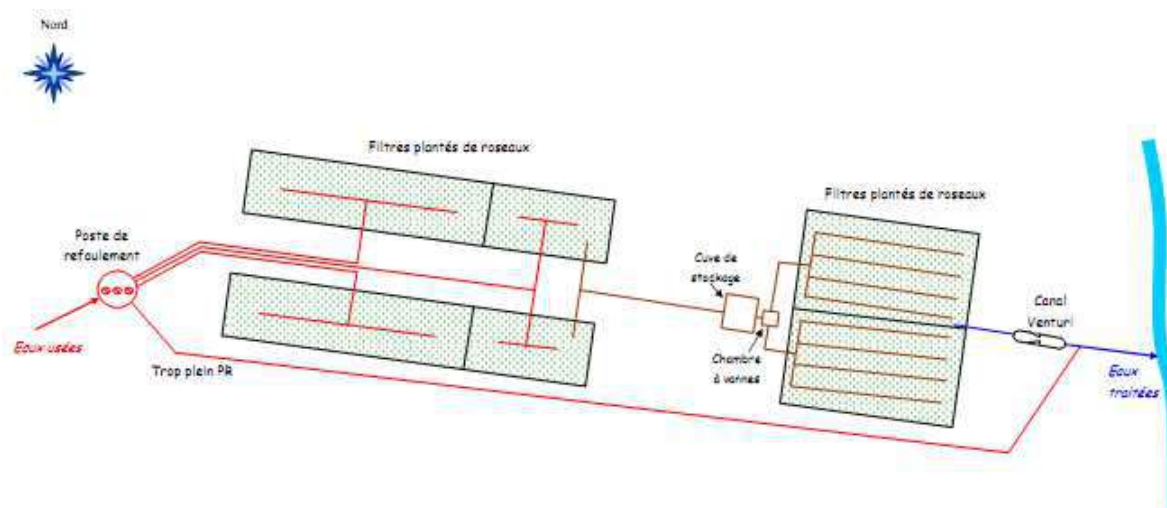 Nord
Filtres plantés de roseaux
Filtres plantés de roseaux
Poste de
refoulement
Cuve de
stockage
Canal
Venturi
Eaux usées
Trop plein PR
Chambre
à vannes
Eaux
traitées